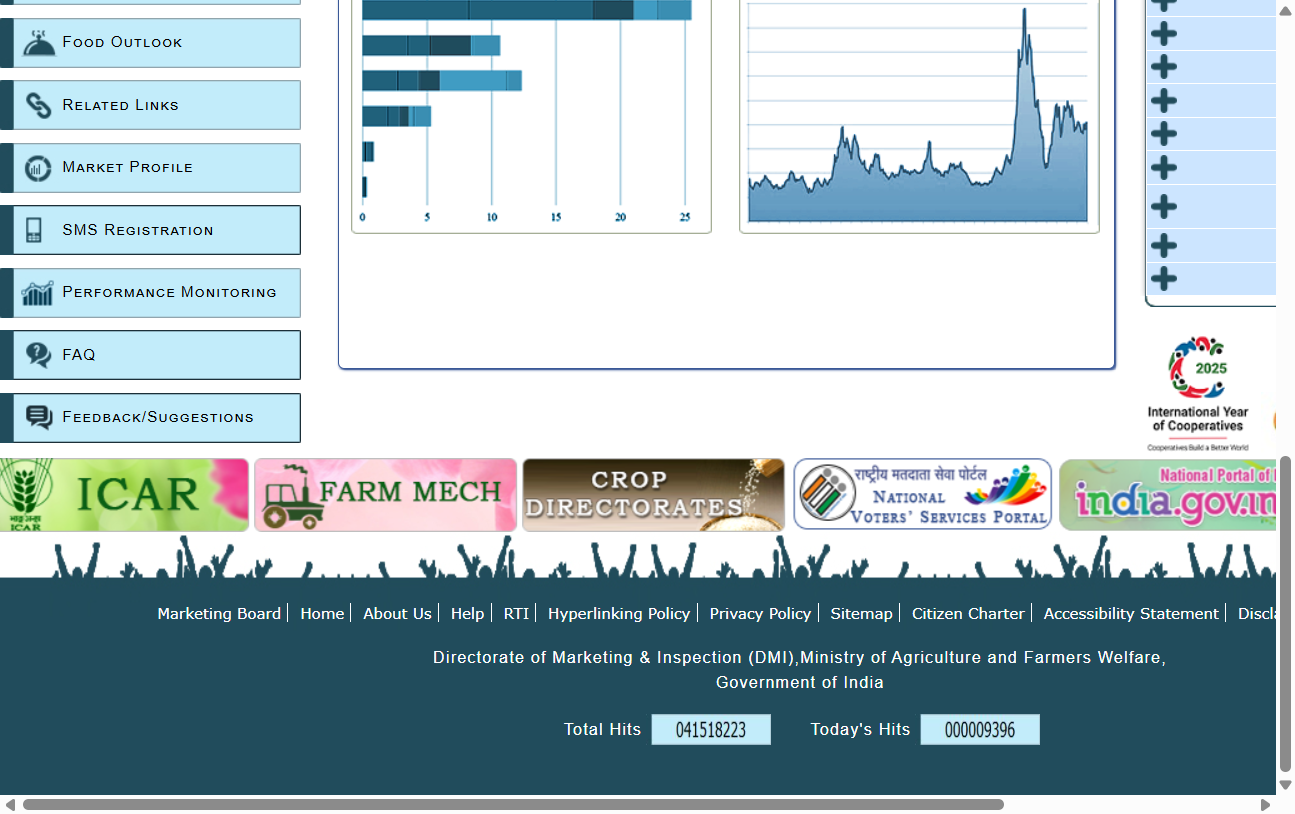 Food Outlook
Related Links
Market Profile
SMS Registration
Performance Monitoring
FAQ
Feedback/Suggestions
0 5 10 15 20 25
2025
International Year
of Cooperatives
Cooperatives Build a Better World
ICAR
ICAR
FARM MECH
CROP
DIRECTORATES
राष्ट्रीय मतदाता सेवा पोर्टल
National
Voters' Services Portal
National Portal of
india.gov.in
Marketing Board Home About Us Help RTI Hyperlinking Policy Privacy Policy Sitemap Citizen Charter Accessibility Statement
Directorate of Marketing & Inspection (DMI),Ministry of Agriculture and Farmers Welfare,
Government of India
Total Hits 041518223 Today's Hits 000009396